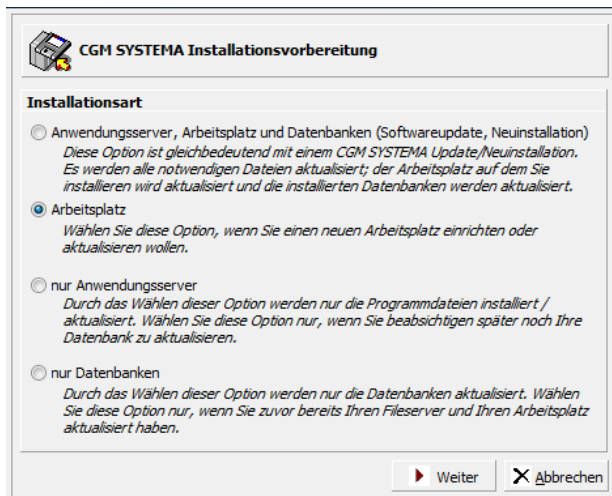 CGM SYSTEMA Installationsvorbereitung
Installationsart
Anwendungsserver, Arbeitsplatz und Datenbanken (Softwareupdate, Neuinstallation)
Diese Option ist gleichbedeutend mit einem CGM SYSTEMA Update/Neuinstallation.
Es werden alle notwendigen Dateien aktualisiert; der Arbeitsplatz auf dem Sie
installieren wird aktualisiert und die installierten Datenbanken werden aktualisiert.
Arbeitsplatz
Wählen Sie diese Option, wenn Sie einen neuen Arbeitsplatz einrichten oder
aktualisieren wollen.
nur Anwendungsserver
Durch das Wählen dieser Option werden nur die Programmdateien installiert /
aktualisiert. Wählen Sie diese Option nur, wenn Sie beabsichtigen später noch Ihre
Datenbank zu aktualisieren.
nur Datenbanken
Durch das Wählen dieser Option werden nur die Datenbanken aktualisiert. Wählen
Sie diese Option nur, wenn Sie zuvor bereits Ihren Fileserver und Ihren Arbeitsplatz
aktualisiert haben.
Weiter Abbrechen